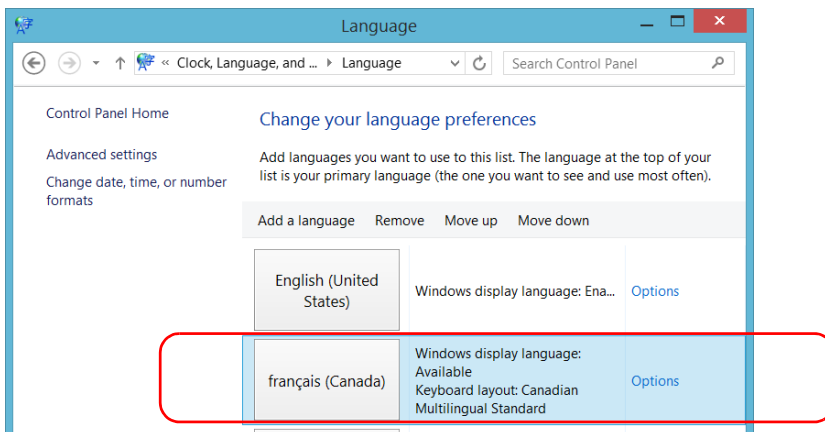 Language
« Clock, Language, and ... Language
Search Control Panel
Control Panel Home
Advanced settings
Change date, time, or number
formats
Change your language preferences
Add languages you want to use to this list. The language at the top of your
list is your primary language (the one you want to see and use most often).
Add a language Remove Move up Move down
English (United
States)
Windows display language: Ena...
Options
français (Canada)
Windows display language:
Available
Keyboard layout: Canadian
Multilingual Standard
Options